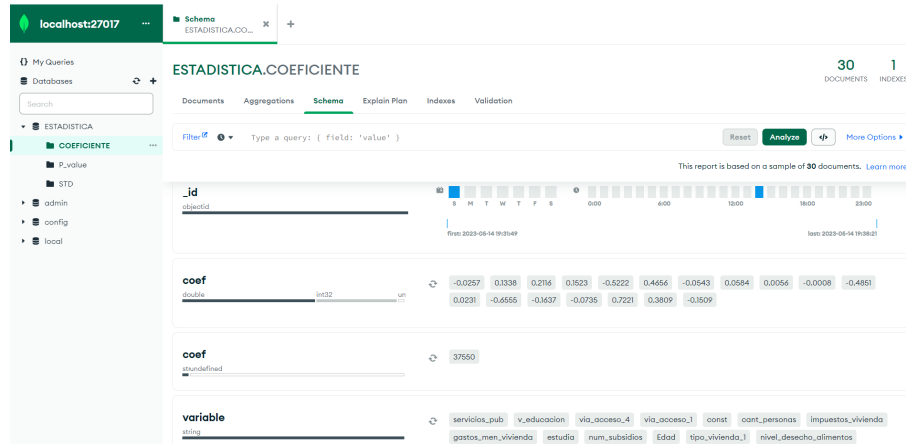 localhost:27017 ...
Schema
ESTADISTICA.CO...
My Queries
Databases
Search
ESTADISTICA
COEFICIENTE ...
P_value
STD
admin
config
local
ESTADISTICA.COEFICIENTE
30 1
DOCUMENTS INDEXES
Documents Aggregations Schema Explain Plan Indexes Validation
Filter Type a query: { field: 'value' } Reset Analyze </> More Options
This report is based on a sample of 30 documents. Learn more
_id
objectid
S M T W T F S 0:00 6:00 12:00 18:00 23:00
first: 2023-05-14 19:31:49 last: 2023-05-14 19:38:21
coef
double int32 un
-0.0257 0.1338 0.2116 0.1523 -0.5222 0.4656 -0.0543 0.0584 0.0056 -0.0008 -0.4851
0.0231 -0.6555 -0.1637 -0.0735 0.7221 0.3809 -0.1509
coef
undefined
37550
variable
string
servicios_pub v_educacion via_acceso_4 via_acceso_1 const cant_personas impuestos_vivienda
gastos_men_vivienda estudia num_subsidios Edad tipo_vivienda_1 nivel_desecho_alimentos